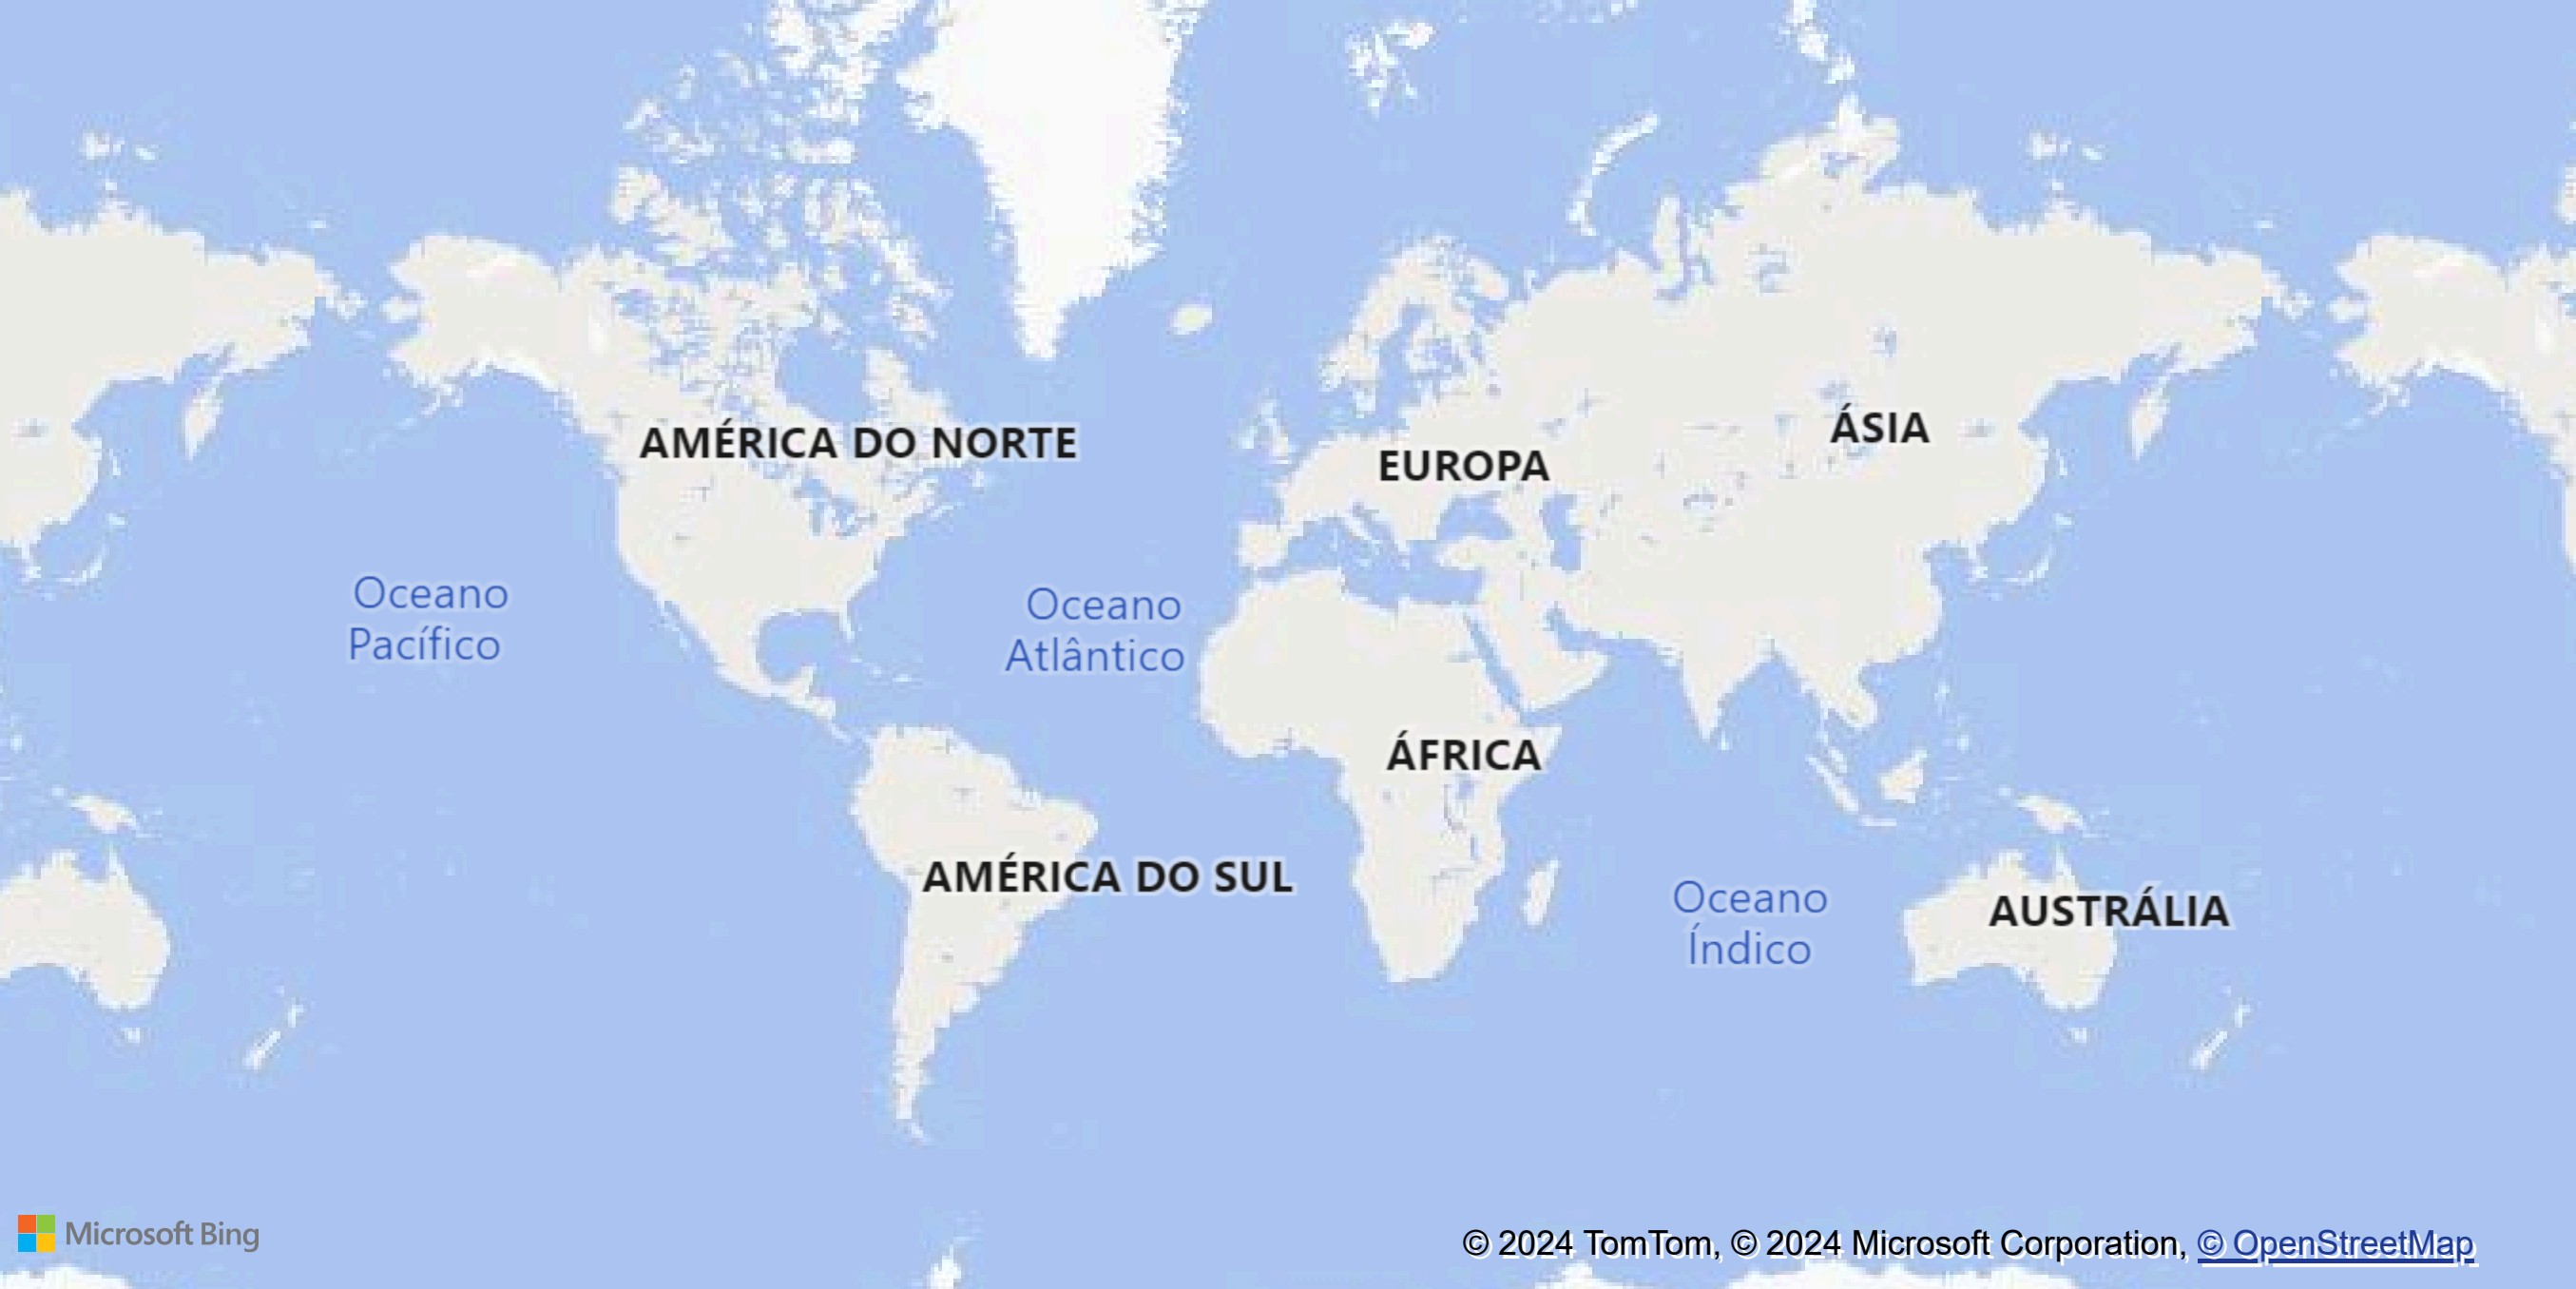 AMÉRICA DO NORTE
EUROPA
ÁSIA
Oceano
Pacífico
Oceano
Atlântico
ÁFRICA
AMÉRICA DO SUL
Oceano
Índico
AUSTRÁLIA
Microsoft Bing
© 2024 TomTom, © 2024 Microsoft Corporation, © OpenStreetMap